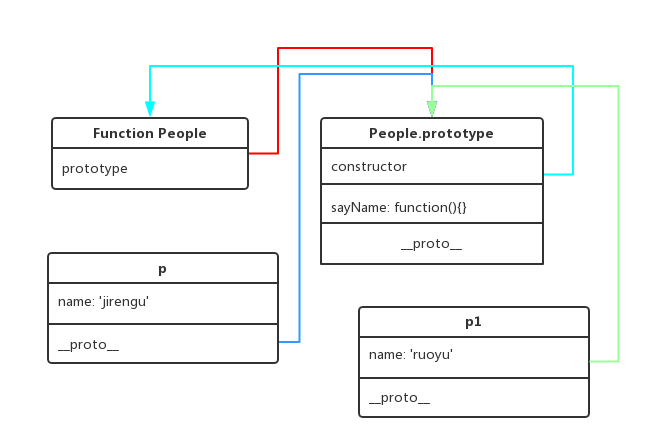 Function People
prototype
People.prototype
constructor
sayName: function(){}
__proto__
p
name: 'jirengu'
__proto__
p1
name: 'ruoyu'
__proto__